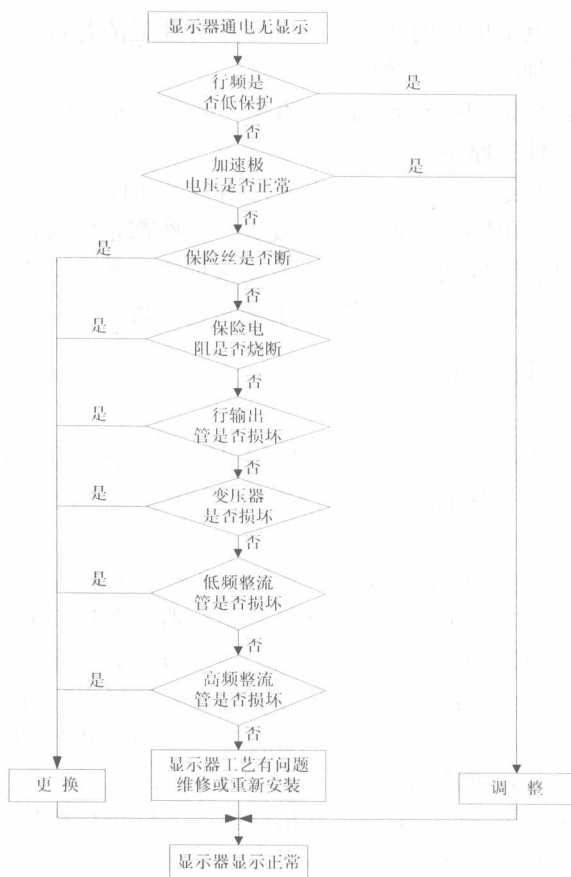 显示器通电无显示
行频是
否低保护
是
否
加速极
电压是否正常
是
否
是
保险丝是否断
否
是
保险电
阻是否烧断
否
是
行输出
管是否损坏
否
是
变压器
是否损坏
否
是
低频整流
管是否损坏
否
是
高频整流
管是否损坏
否
显示器工艺有问题
维修或重新安装
更 换
调 整
显示器显示正常